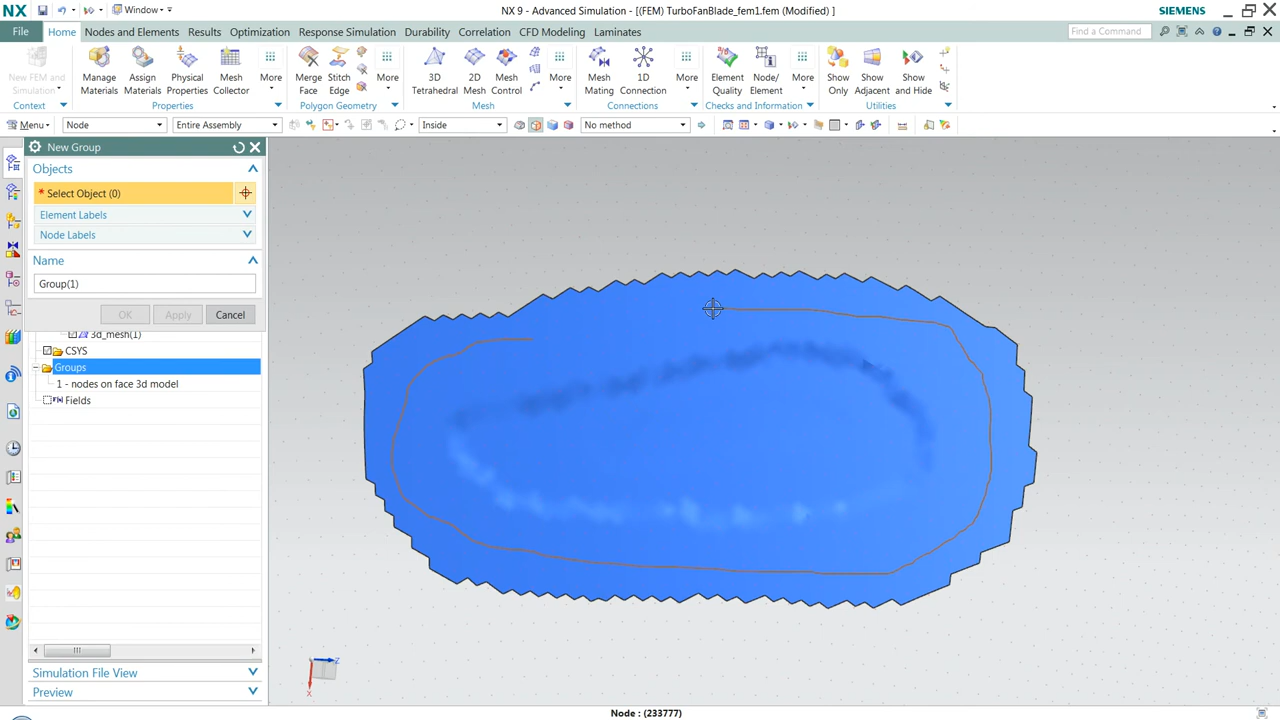 NX
NX 9 - Advanced Simulation - [(FEM) TurboFanBlade_fem1.fem (Modified) ]
Window
SIEMENS
File
Home
Nodes and Elements
Results
Optimization
Response Simulation
Durability
Correlation
CFD Modeling
Laminates
Find a Command
New FEM and Simulation
Manage Materials
Assign Materials
Physical Properties
Mesh Collector
More
Merge Face
Stitch Edge
More
3D Tetrahedral
2D Mesh
Mesh Control
More
Mesh Mating
1D Connection
More
Element Quality
Node/ Element
More
Show Only
Show Adjacent
Show and Hide
Context
Properties
Polygon Geometry
Mesh
Connections
Checks and Information
Utilities
Menu
Node
Entire Assembly
Inside
No method
New Group
Objects
* Select Object (0)
Element Labels
Node Labels
Name
Group(1)
OK
Apply
Cancel
3d_mesh(1)
CSYS
Groups
1 - nodes on face 3d model
Fields
Simulation File View
Preview
Z
X
Node : (233777)